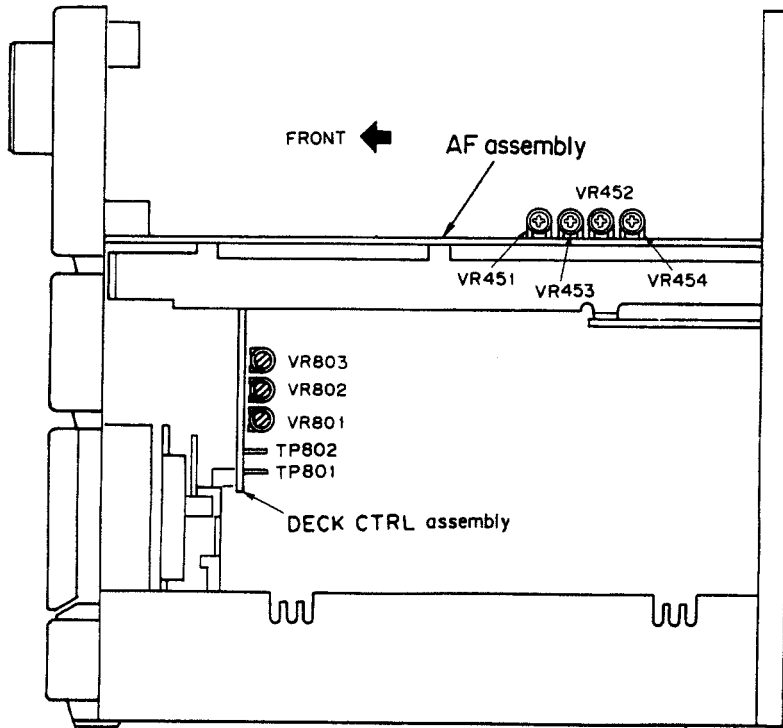 FRONT
AF assembly
VR452
VR451
VR453
VR454
VR803
VR802
VR801
TP802
TP801
DECK CTRL assembly